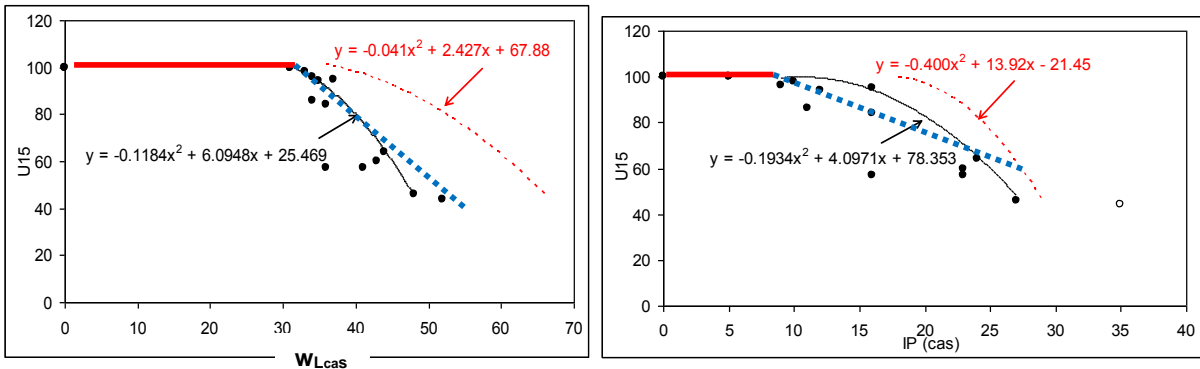 120
100
80
60
40
20
0
U15
y = -0.041x² + 2.427x + 67.88
y = -0.1184x² + 6.0948x + 25.469
0 10 20 30 40 50 60 70
WLcas
120
100
80
60
40
20
0
U15
y = -0.400x² + 13.92x - 21.45
y = -0.1934x² + 4.0971x + 78.353
0 5 10 15 20 25 30 35 40
IP (cas)